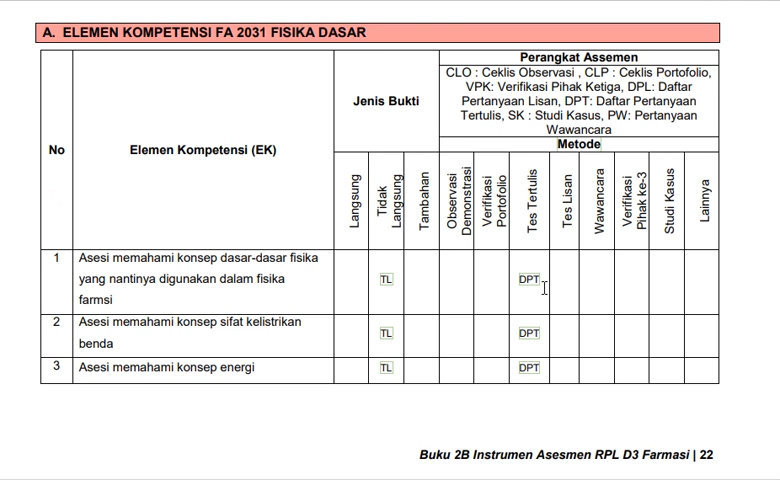 A. ELEMEN KOMPETENSI FA 2031 FISIKA DASAR
No
Elemen Kompetensi (EK)
Jenis Bukti
Perangkat Assemen
CLO : Ceklis Observasi , CLP : Ceklis Portofolio,
VPK: Verifikasi Pihak Ketiga, DPL: Daftar
Pertanyaan Lisan, DPT: Daftar Pertanyaan
Tertulis, SK : Studi Kasus, PW: Pertanyaan
Wawancara
Metode
Langsung
Tidak
Langsung
Tambahan
Observasi
Demonstrasi
Verifikasi
Portofolio
Tes Tertulis
Tes Lisan
Wawancara
Verifikasi
Pihak ke-3
Studi Kasus
Lainnya
1
Asesi memahami konsep dasar-dasar fisika
yang nantinya digunakan dalam fisika
farmsi
TL
DPT
2
Asesi memahami konsep sifat kelistrikan
benda
TL
DPT
3
Asesi memahami konsep energi
TL
DPT
Buku 2B Instrumen Asesmen RPL D3 Farmasi | 22